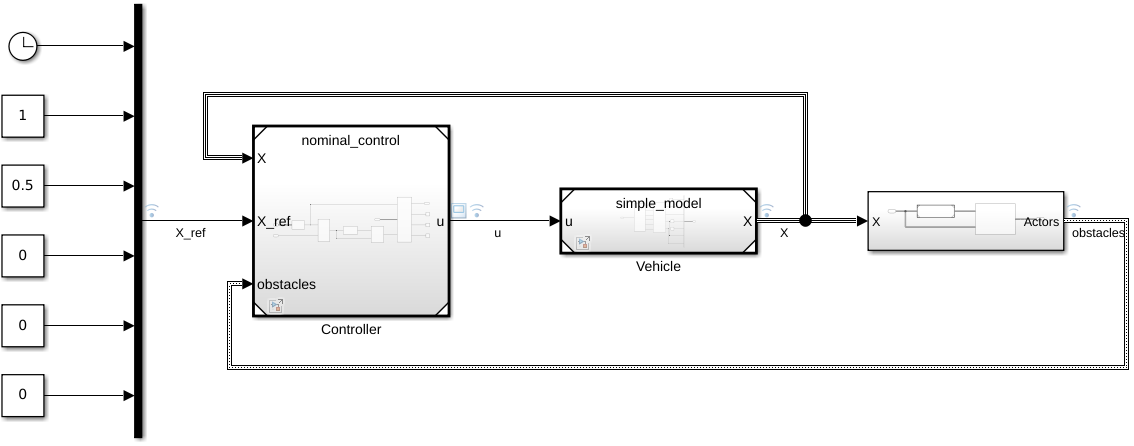 1
0.5
0
0
0
X_ref
nominal_control
X
X_ref
obstacles
u
Controller
u
simple_model
u
X
Vehicle
X
X
Actors
obstacles